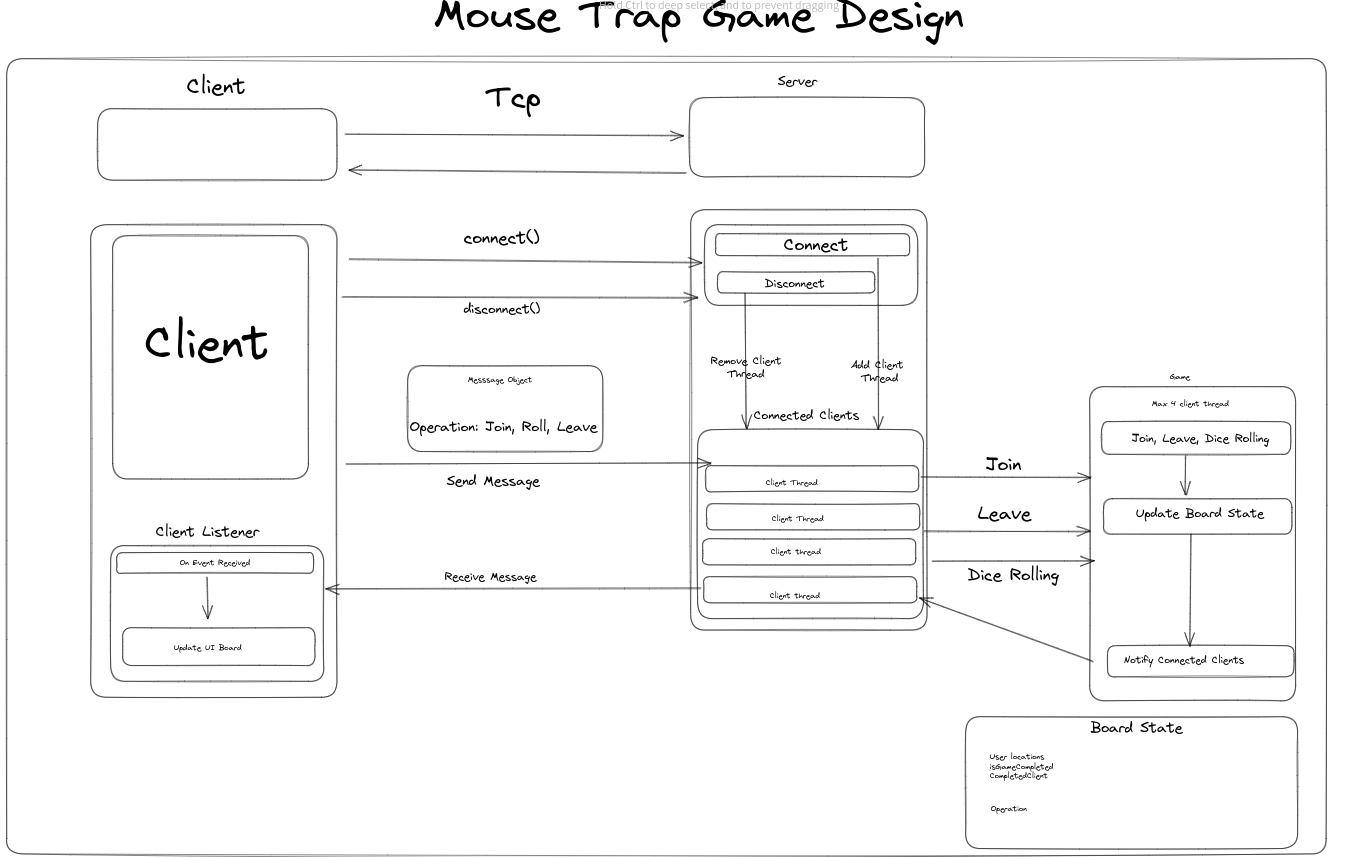 Hold Ctrl to deep select, and to prevent dragging
Mouse Trap Game Design
Client
Tcp
Server
connect()
disconnect()
Connect
Disconnect
Client
Remove Client
Thread
Add Client
Thread
Messsage Object
Operation: Join, Roll, Leave
Connected Clients
Send Message
Client Thread
Client Thread
Client thread
Client thread
Join
Leave
Dice Rolling
Game
Max 4 client thread
Join, Leave, Dice Rolling
Update Board State
Notify Connected Clients
Client Listener
On Event Received
Update UI Board
Receive Message
Board State
User locations
isGameCompleted
CompletedClient
Operation